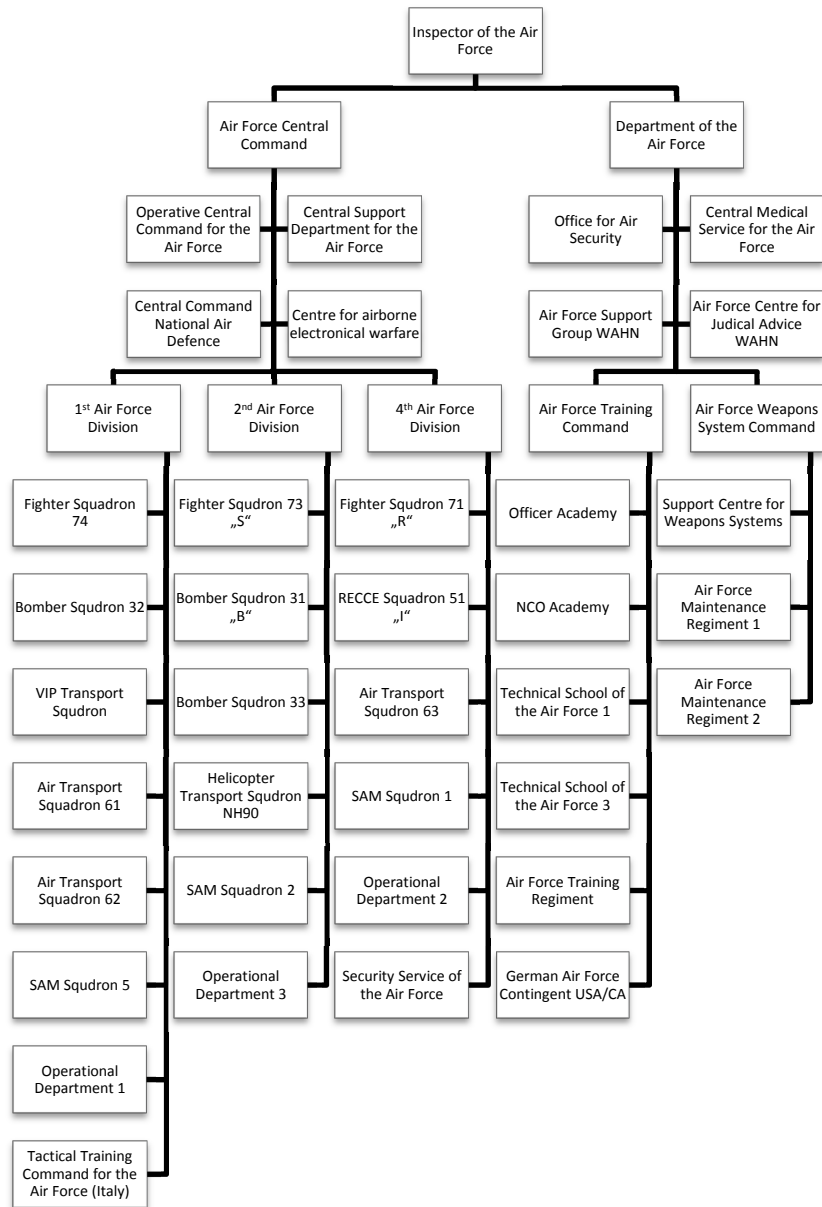 Inspector of the Air
Force
Air Force Central
Command
Department of the
Air Force
Operative Central
Command for the
Air Force
Central Support
Department for the
Air Force
Office for Air
Security
Central Medical
Service for the Air
Force
Central Command
National Air
Defence
Centre for airborne
electronical warfare
Air Force Support
Group WAHN
Air Force Centre for
Judical Advice
WAHN
1st Air Force
Division
2nd Air Force
Division
4th Air Force
Division
Air Force Training
Command
Air Force Weapons
System Command
Fighter Squadron
74
Fighter Squdron 73
„S“
Fighter Squdron 71
„R“
Officer Academy
Support Centre for
Weapons Systems
Bomber Squdron 32
Bomber Squdron 31
„B“
RECCE Squadron 51
„I“
NCO Academy
Air Force
Maintenance
Regiment 1
VIP Transport
Squdron
Bomber Squdron 33
Air Transport
Squdron 63
Technical School of
the Air Force 1
Air Force
Maintenance
Regiment 2
Air Transport
Squadron 61
Helicopter
Transport Squdron
NH90
SAM Squdron 1
Technical School of
the Air Force 3
Air Transport
Squadron 62
SAM Squadron 2
Operational
Department 2
Air Force Training
Regiment
SAM Squdron 5
Operational
Department 3
Security Service of
the Air Force
German Air Force
Contingent USA/CA
Operational
Department 1
Tactical Training
Command for the
Air Force (Italy)